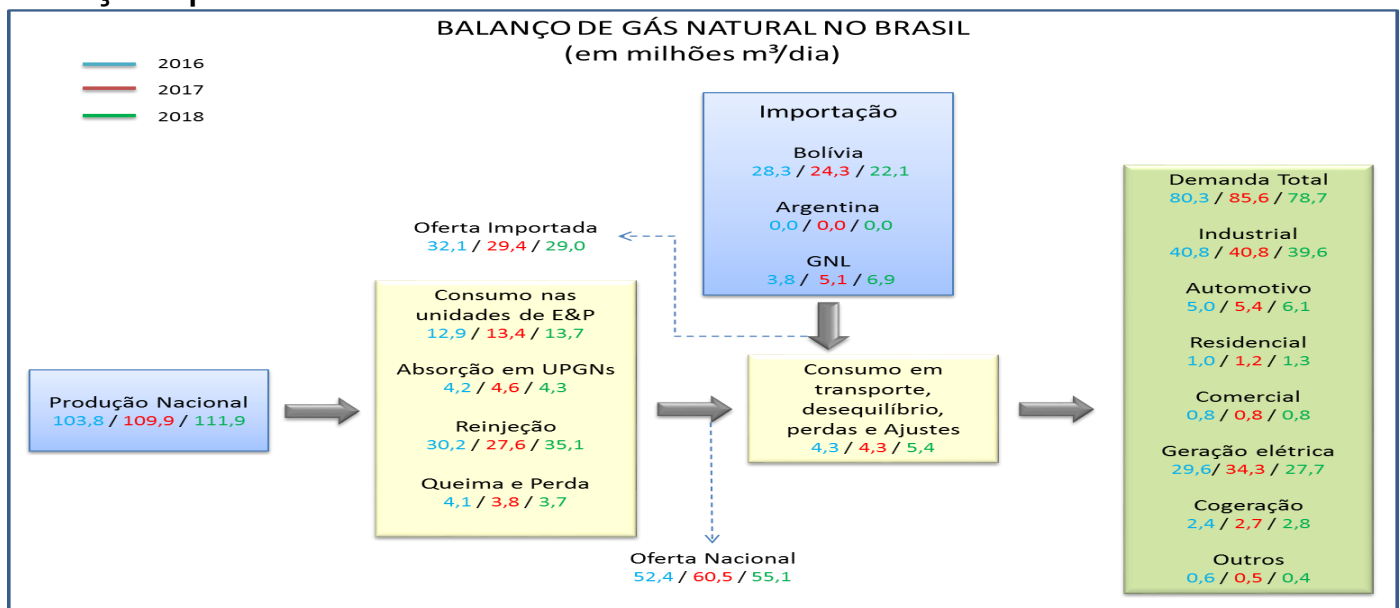 BALANÇO DE GÁS NATURAL NO BRASIL
(em milhões m³/dia)
2016
2017
2018
Importação
Bolívia
28,3 / 24,3 / 22,1
Argentina
0,0 / 0,0 / 0,0
GNL
3,8 / 5,1 / 6,9
Oferta Importada
32,1 / 29,4 / 29,0
Produção Nacional
103,8 / 109,9 / 111,9
Consumo nas
unidades de E&P
12,9 / 13,4 / 13,7
Absorção em UPGNs
4,2 / 4,6 / 4,3
Reinjeção
30,2 / 27,6 / 35,1
Queima e Perda
4,1 / 3,8 / 3,7
Oferta Nacional
52,4 / 60,5 / 55,1
Consumo em
transporte,
desequilíbrio,
perdas e Ajustes
4,3 / 4,3 / 5,4
Demanda Total
80,3 / 85,6 / 78,7
Industrial
40,8 / 40,8 / 39,6
Automotivo
5,0 / 5,4 / 6,1
Residencial
1,0 / 1,2 / 1,3
Comercial
0,8 / 0,8 / 0,8
Geração elétrica
29,6/ 34,3 / 27,7
Cogeração
2,4 / 2,7 / 2,8
Outros
0,6 / 0,5 / 0,4